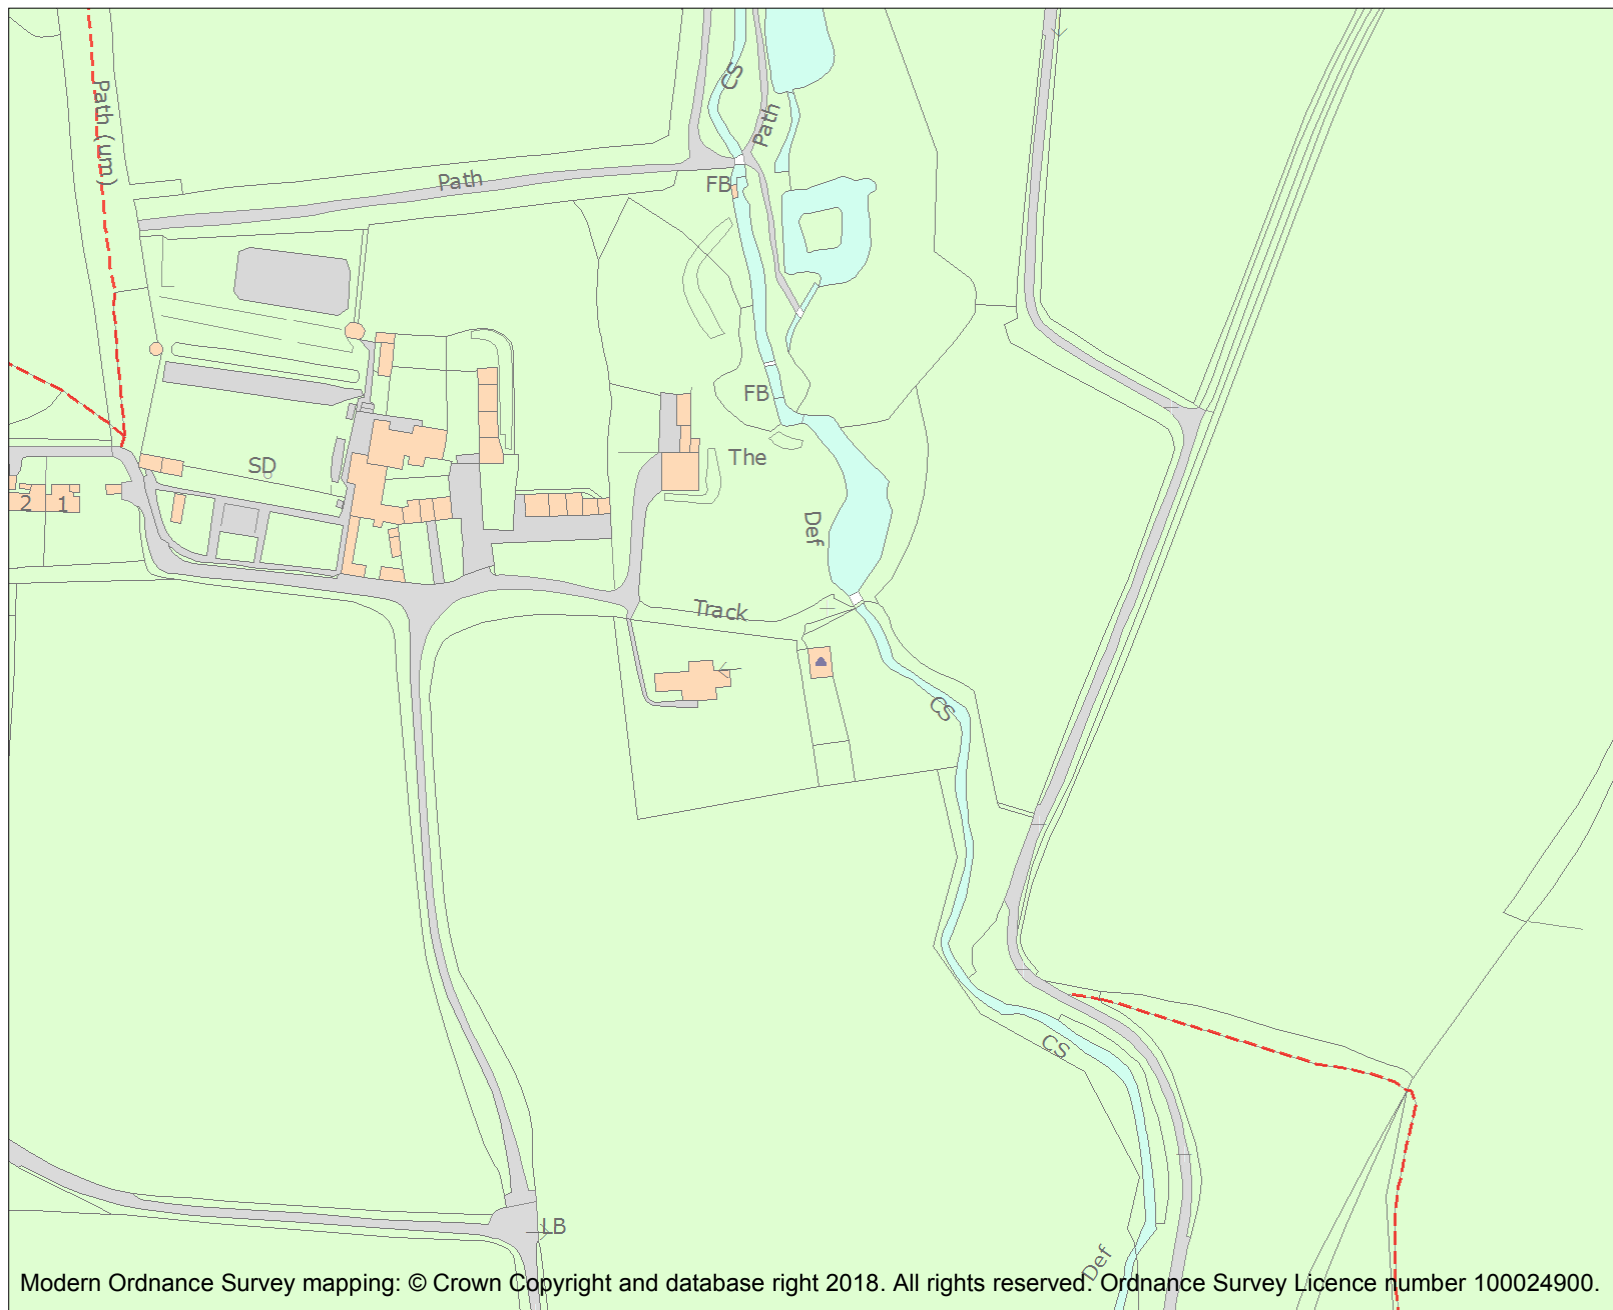 CS
Path (um)
Path
Path
FB
FB
The
SD
2
1
Def
Track
CS
CS
LB
Def
Modern Ordnance Survey mapping: © Crown Copyright and database right 2018. All rights reserved. Ordnance Survey Licence number 100024900.